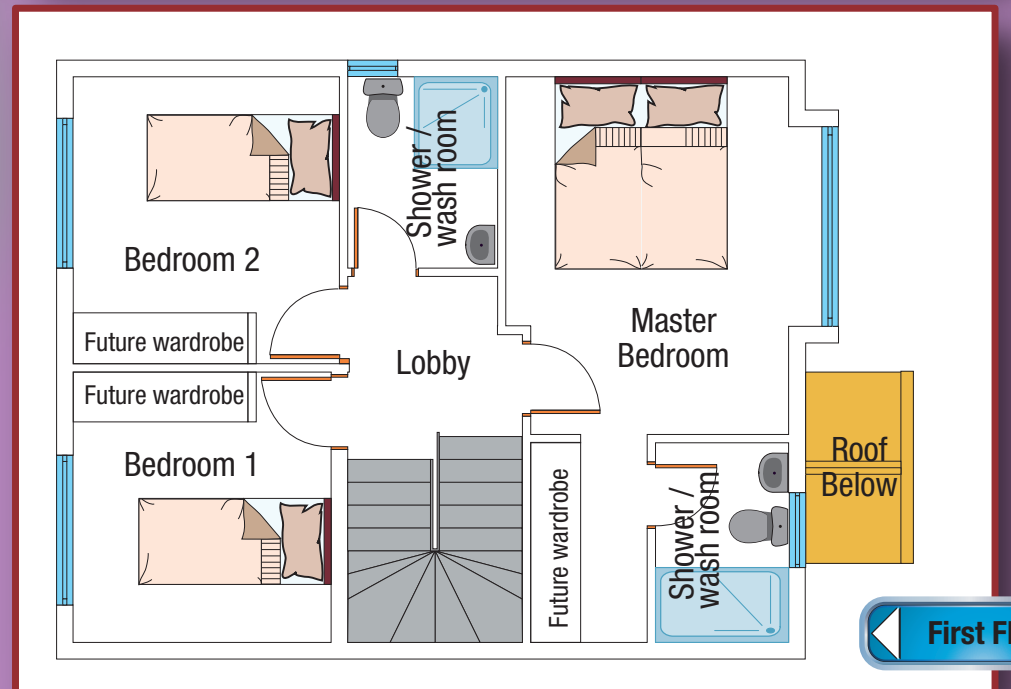 Shower /
wash room
Bedroom 2
Master
Bedroom
Future wardrobe
Lobby
Future wardrobe
Bedroom 1
Roof
Below
Future wardrobe
Shower /
wash room
First